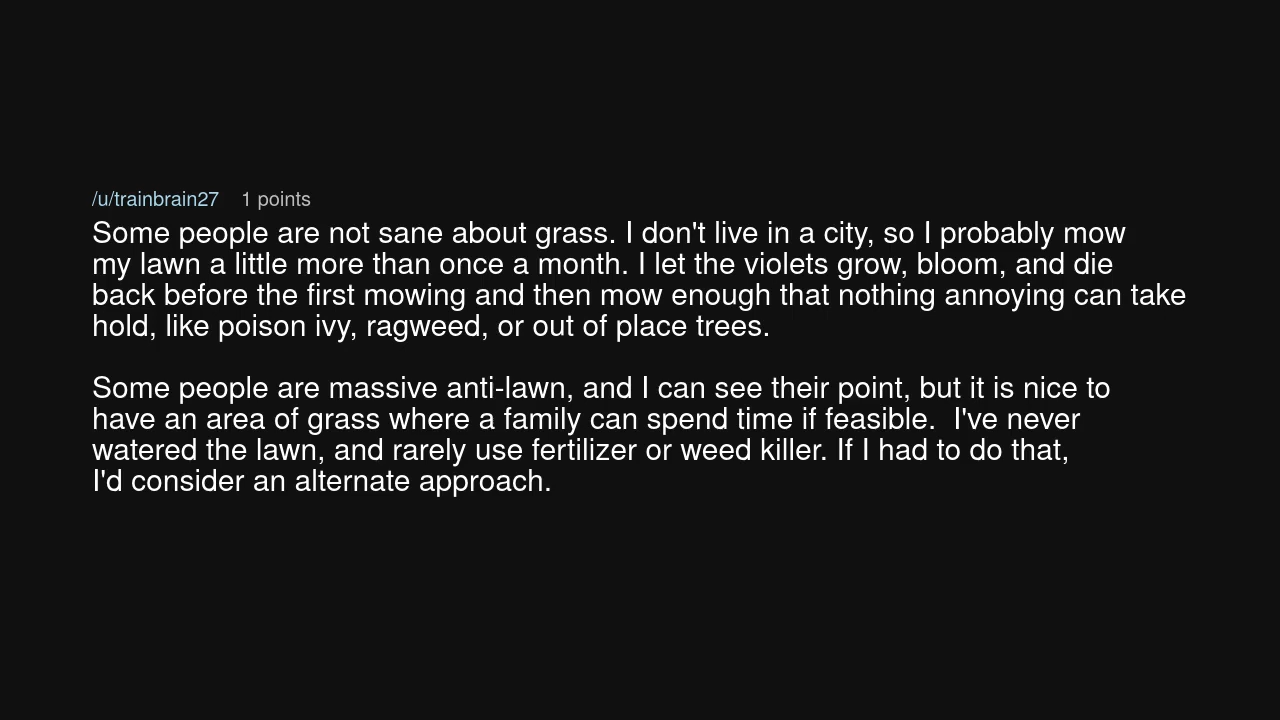 /u/trainbrain27 1 points
Some people are not sane about grass. I don't live in a city, so I probably mow
my lawn a little more than once a month. I let the violets grow, bloom, and die
back before the first mowing and then mow enough that nothing annoying can take
hold, like poison ivy, ragweed, or out of place trees.
Some people are massive anti-lawn, and I can see their point, but it is nice to
have an area of grass where a family can spend time if feasible.  I've never
watered the lawn, and rarely use fertilizer or weed killer. If I had to do that,
I'd consider an alternate approach.